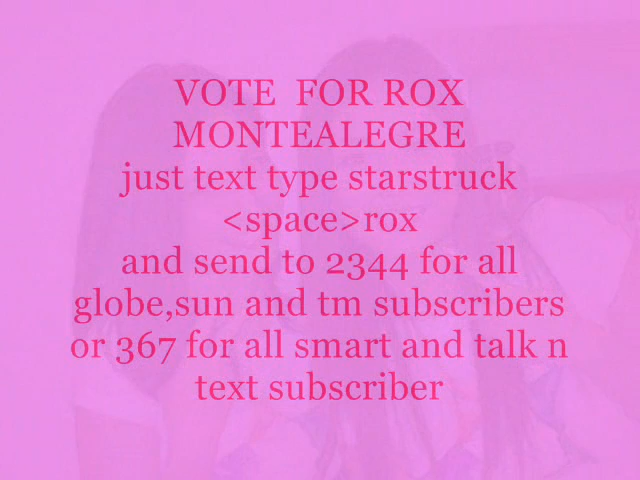 VOTE  FOR ROX
MONTEALEGRE
just text type starstruck
<space>rox
and send to 2344 for all
globe,sun and tm subscribers
or 367 for all smart and talk n
text subscriber